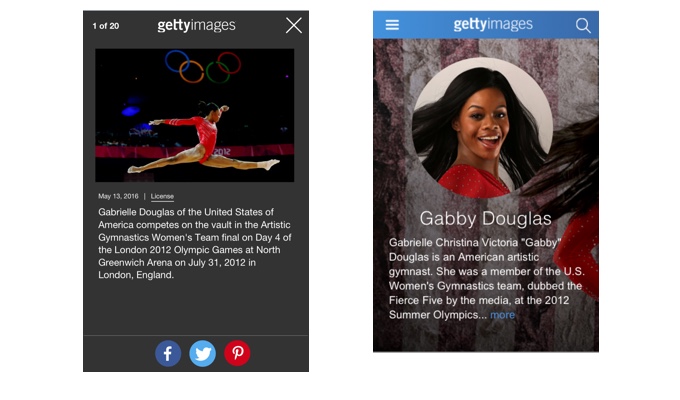 1 of 20
gettyimages
2012
May 13, 2016 | License
Gabrielle Douglas of the United States of
America competes on the vault in the Artistic
Gymnastics Women's Team final on Day 4 of
the London 2012 Olympic Games at North
Greenwich Arena on July 31, 2012 in
London, England.
gettyimages
Gabby Douglas
Gabrielle Christina Victoria "Gabby"
Douglas is an American artistic
gymnast. She was a member of the U.S.
Women's Gymnastics team, dubbed the
Fierce Five by the media, at the 2012
Summer Olympics... more